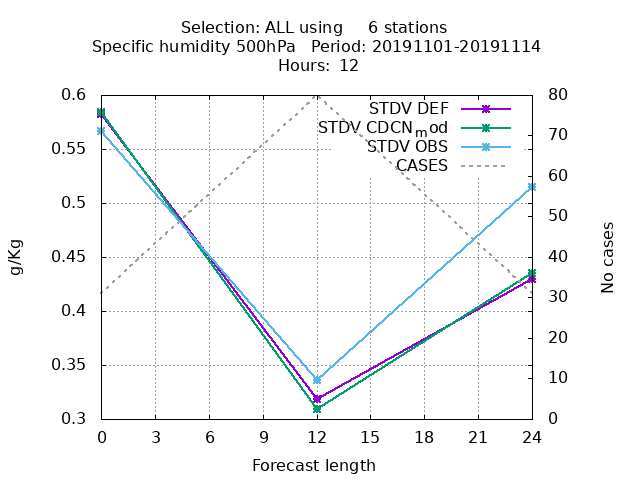 Selection: ALL using     6 stations
Specific humidity 500hPa   Period: 20191101-20191114
Hours:  12
STDV DEF
STDV CDCN_mod
STDV OBS
CASES
0.6
0.55
0.5
0.45
0.4
0.35
0.3
80
70
60
50
40
30
20
10
0
g/Kg
No cases
0 3 6 9 12 15 18 21 24
Forecast length